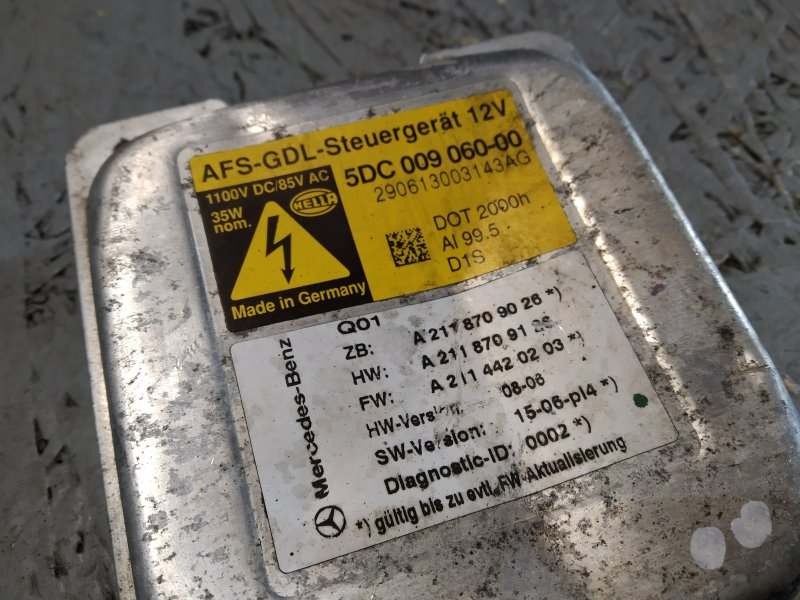 AFS-GDL-Steuergerät 12V
1100V DC/85V AC
35W
nom.
HELLA
Made in Germany
5DC 009 060-00
290613003143AG
DOT 2000h
Al 99.5
D1S
Mercedes-Benz
Q01
ZB: A 211 870 90 26 *)
HW: A 211 870 91
FW: A 211 442 02 03 *)
HW-Version: 08-06
SW-Version: 15-06-pl4 *)
Diagnostic-ID: 0002 *)
*) gültig bis zu evtl. FW-Aktualisierung